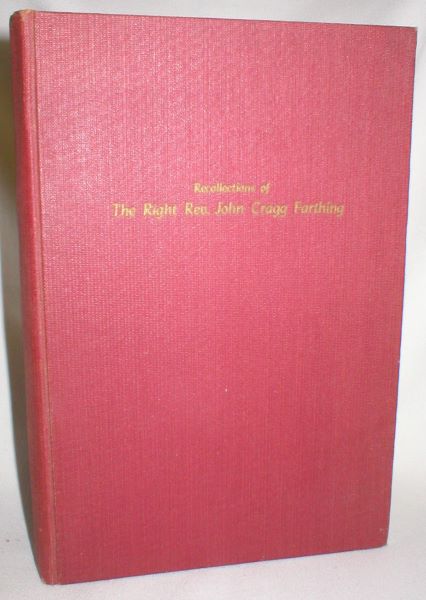 Recollections of
The Right Rev. John Cragg Farthing